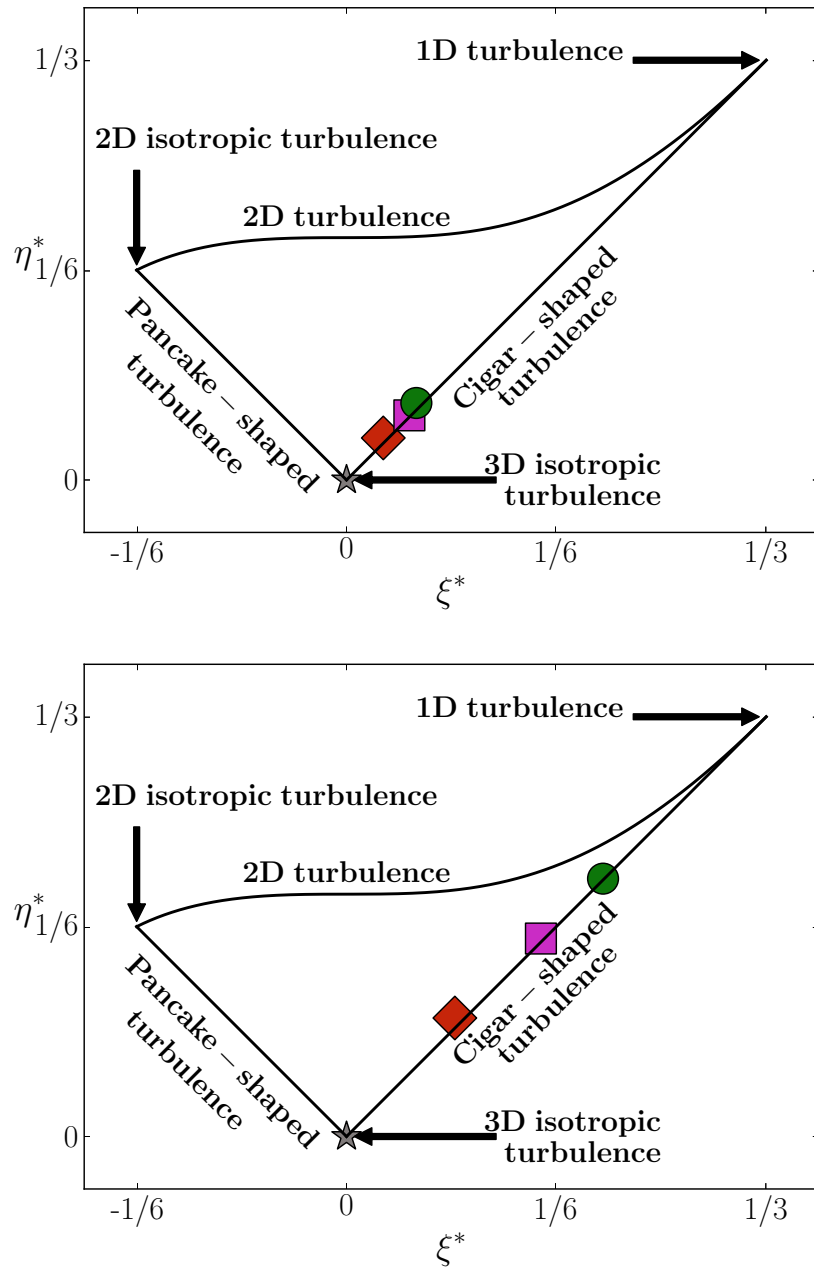 1D turbulence
1/3
2D isotropic turbulence
2D turbulence
η*
1/6
Pancake – shaped
turbulence
Cigar – shaped
turbulence
3D isotropic
turbulence
0
-1/6 0 1/6 1/3
ξ*
1D turbulence
1/3
2D isotropic turbulence
2D turbulence
η*
1/6
Pancake – shaped
turbulence
Cigar – shaped
turbulence
3D isotropic
turbulence
0
-1/6 0 1/6 1/3
ξ*